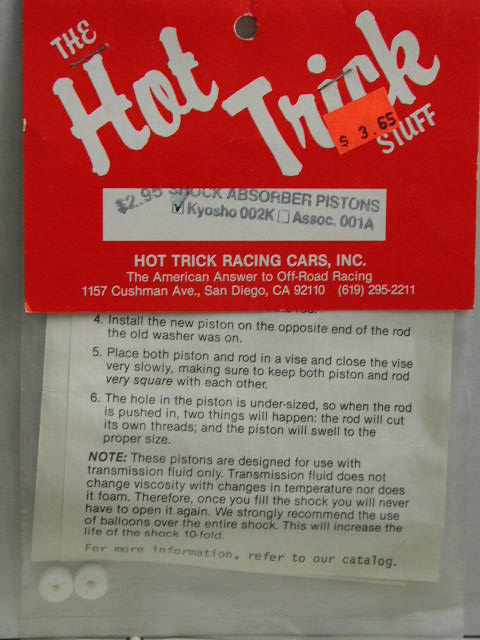 THE
Hot Trick
STUFF
$ 3.65
$2.95 SHOCK ABSORBER PISTONS
Kyosho 002K Assoc. 001A
HOT TRICK RACING CARS, INC.
The American Answer to Off-Road Racing
1157 Cushman Ave., San Diego, CA 92110 (619) 295-2211
4. Install the new piston on the opposite end of the rod
the old washer was on.
5. Place both piston and rod in a vise and close the vise
very slowly, making sure to keep both piston and rod
very square with each other.
6. The hole in the piston is under-sized, so when the rod
is pushed in, two things will happen: the rod will cut
its own threads; and the piston will swell to the
proper size.
NOTE: These pistons are designed for use with
transmission fluid only. Transmission fluid does not
change viscosity with changes in temperature nor does
it foam. Therefore, once you fill the shock you will never
have to open it again. We strongly recommend the use
of balloons over the entire shock. This will increase the
life of the shock 10-fold.
For more information, refer to our catalog.